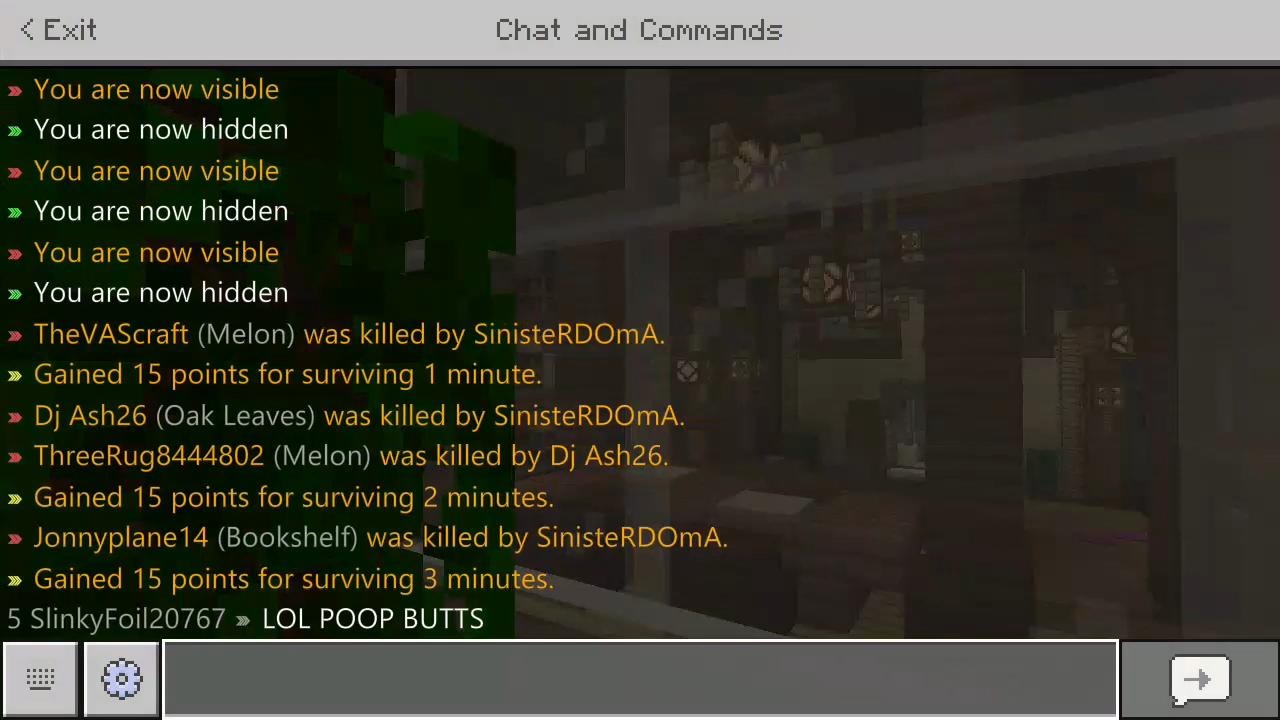 < Exit
Chat and Commands
» You are now visible
» You are now hidden
» You are now visible
» You are now hidden
» You are now visible
» You are now hidden
» TheVAScraft (Melon) was killed by SinisteRDOmA.
» Gained 15 points for surviving 1 minute.
» Dj Ash26 (Oak Leaves) was killed by SinisteRDOmA.
» ThreeRug8444802 (Melon) was killed by Dj Ash26.
» Gained 15 points for surviving 2 minutes.
» Jonnyplane14 (Bookshelf) was killed by SinisteRDOmA.
» Gained 15 points for surviving 3 minutes.
5 SlinkyFoil20767 » LOL POOP BUTTS